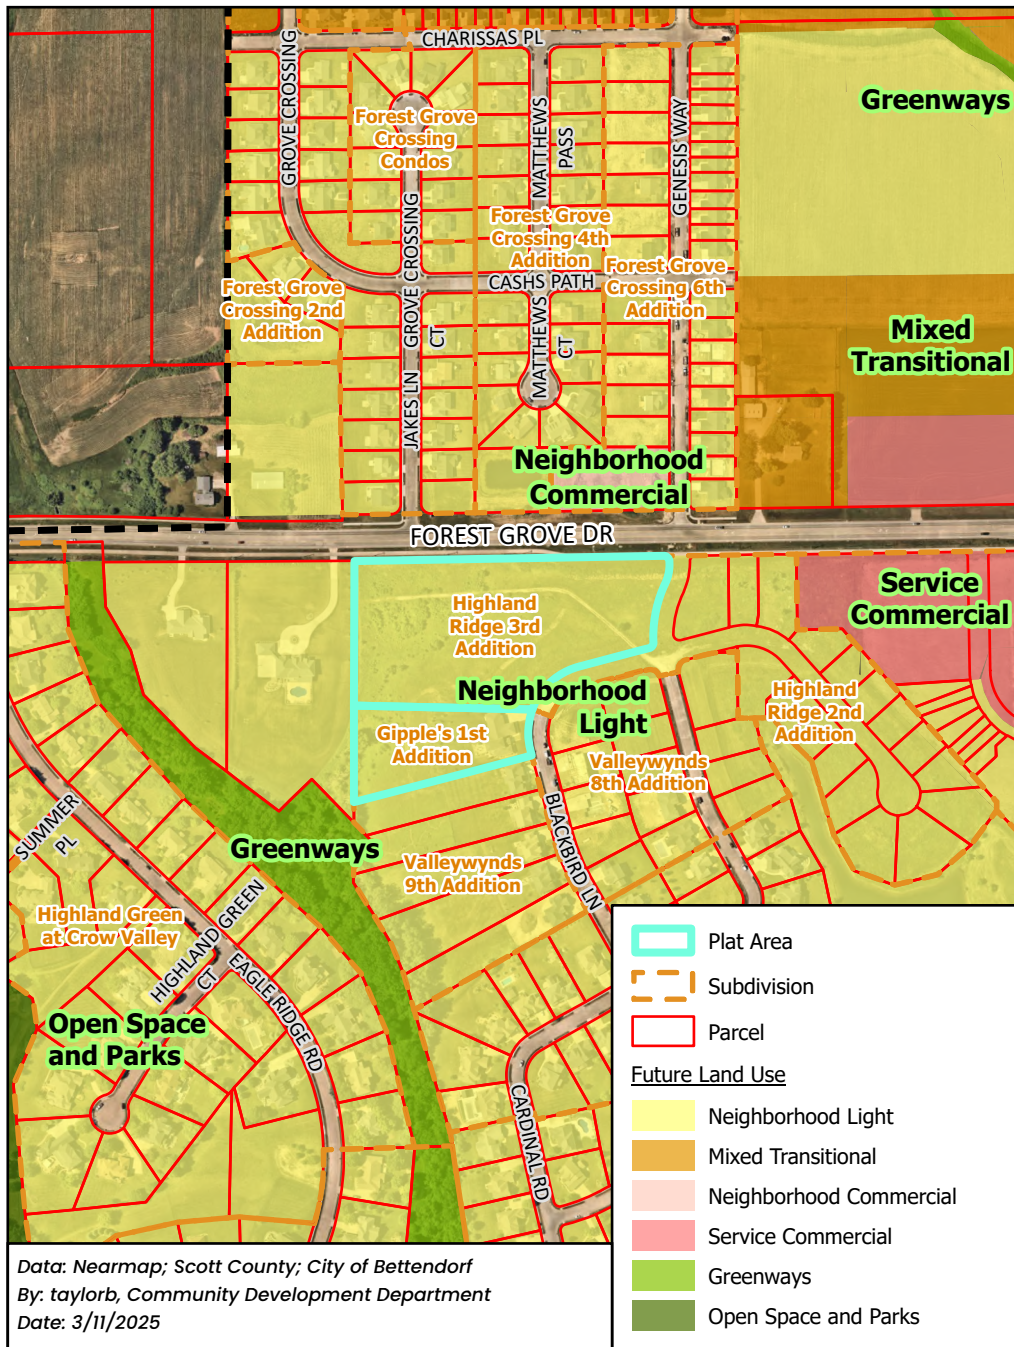 CHARISSAS PL
GROVE CROSSING
MATTHEWS
PASS
GENESIS WAY
Greenways
Forest Grove
Crossing
Condos
Forest Grove
Crossing 4th
Addition
GROVE CROSSING
CT
CASHS PATH
Forest Grove
Crossing 6th
Addition
Forest Grove
Crossing 2nd
Addition
JAKES LN
MATTHEWS
CT
Mixed
Transitional
Neighborhood
Commercial
FOREST GROVE DR
Service
Commercial
Highland
Ridge 3rd
Addition
Neighborhood
Light
Highland
Ridge 2nd
Addition
Gipple's 1st
Addition
Valleywynds
8th Addition
BLACKBIRD LN
SUMMER
PL
Greenways
Valleywynds
9th Addition
Highland Green
at Crow Valley
HIGHLAND GREEN
CT
EAGLE RIDGE RD
Open Space
and Parks
CARDINAL RD
Plat Area
Subdivision
Parcel
Future Land Use
Neighborhood Light
Mixed Transitional
Neighborhood Commercial
Service Commercial
Greenways
Open Space and Parks
Data: Nearmap; Scott County; City of Bettendorf
By: taylorb, Community Development Department
Date: 3/11/2025